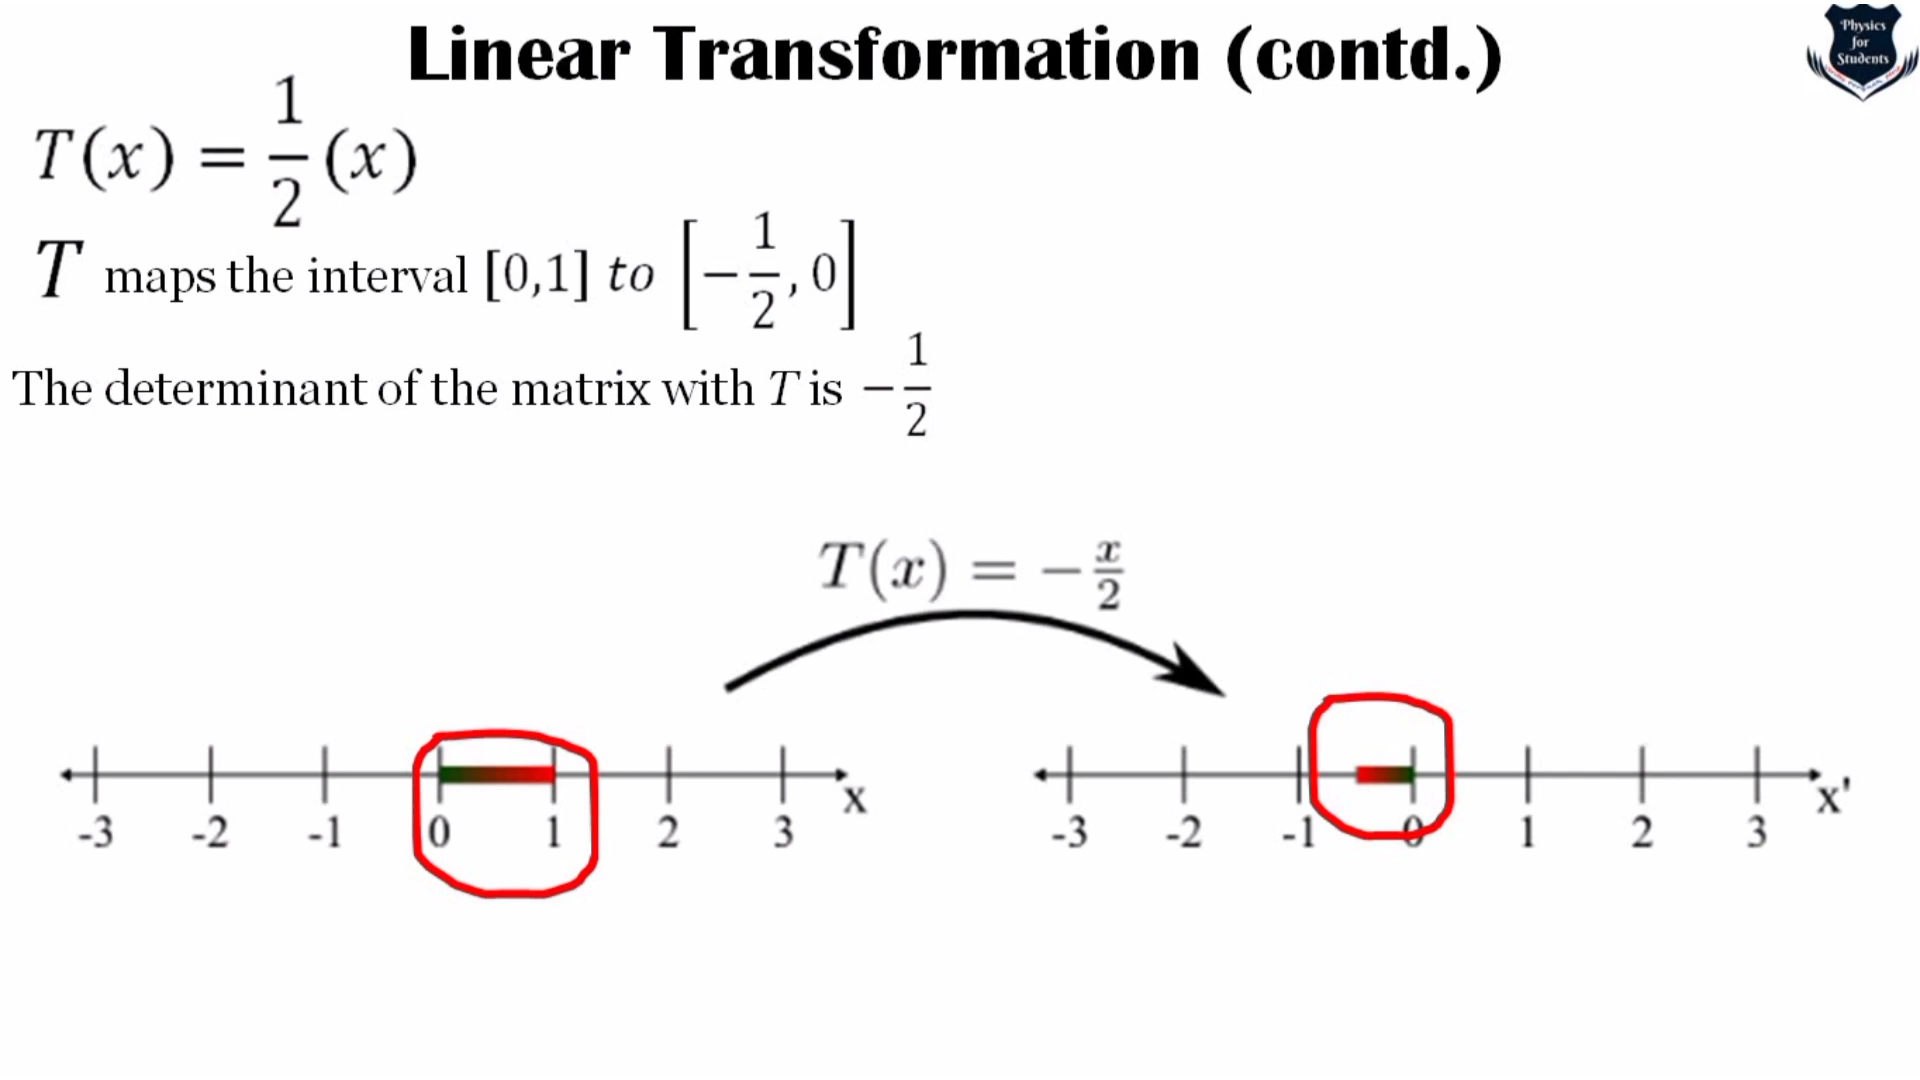 Linear Transformation (contd.)
Physics
for
Students
T(x) = 1/2 (x)
T maps the interval [0,1] to [−1/2, 0]
The determinant of the matrix with T is −1/2
T(x) = −x/2
-3 -2 -1 0 1 2 3 x
-3 -2 -1 0 1 2 3 x'